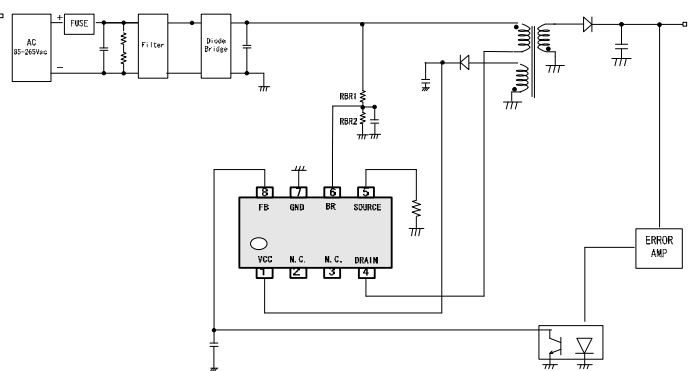 +
FUSE
AC
85-265Vac
−
Filter
Diode
Bridge
RBR1
RBR2
8 7 6 5
FB GND BR SOURCE
VCC N.C. N.C. DRAIN
1 2 3 4
ERROR
AMP